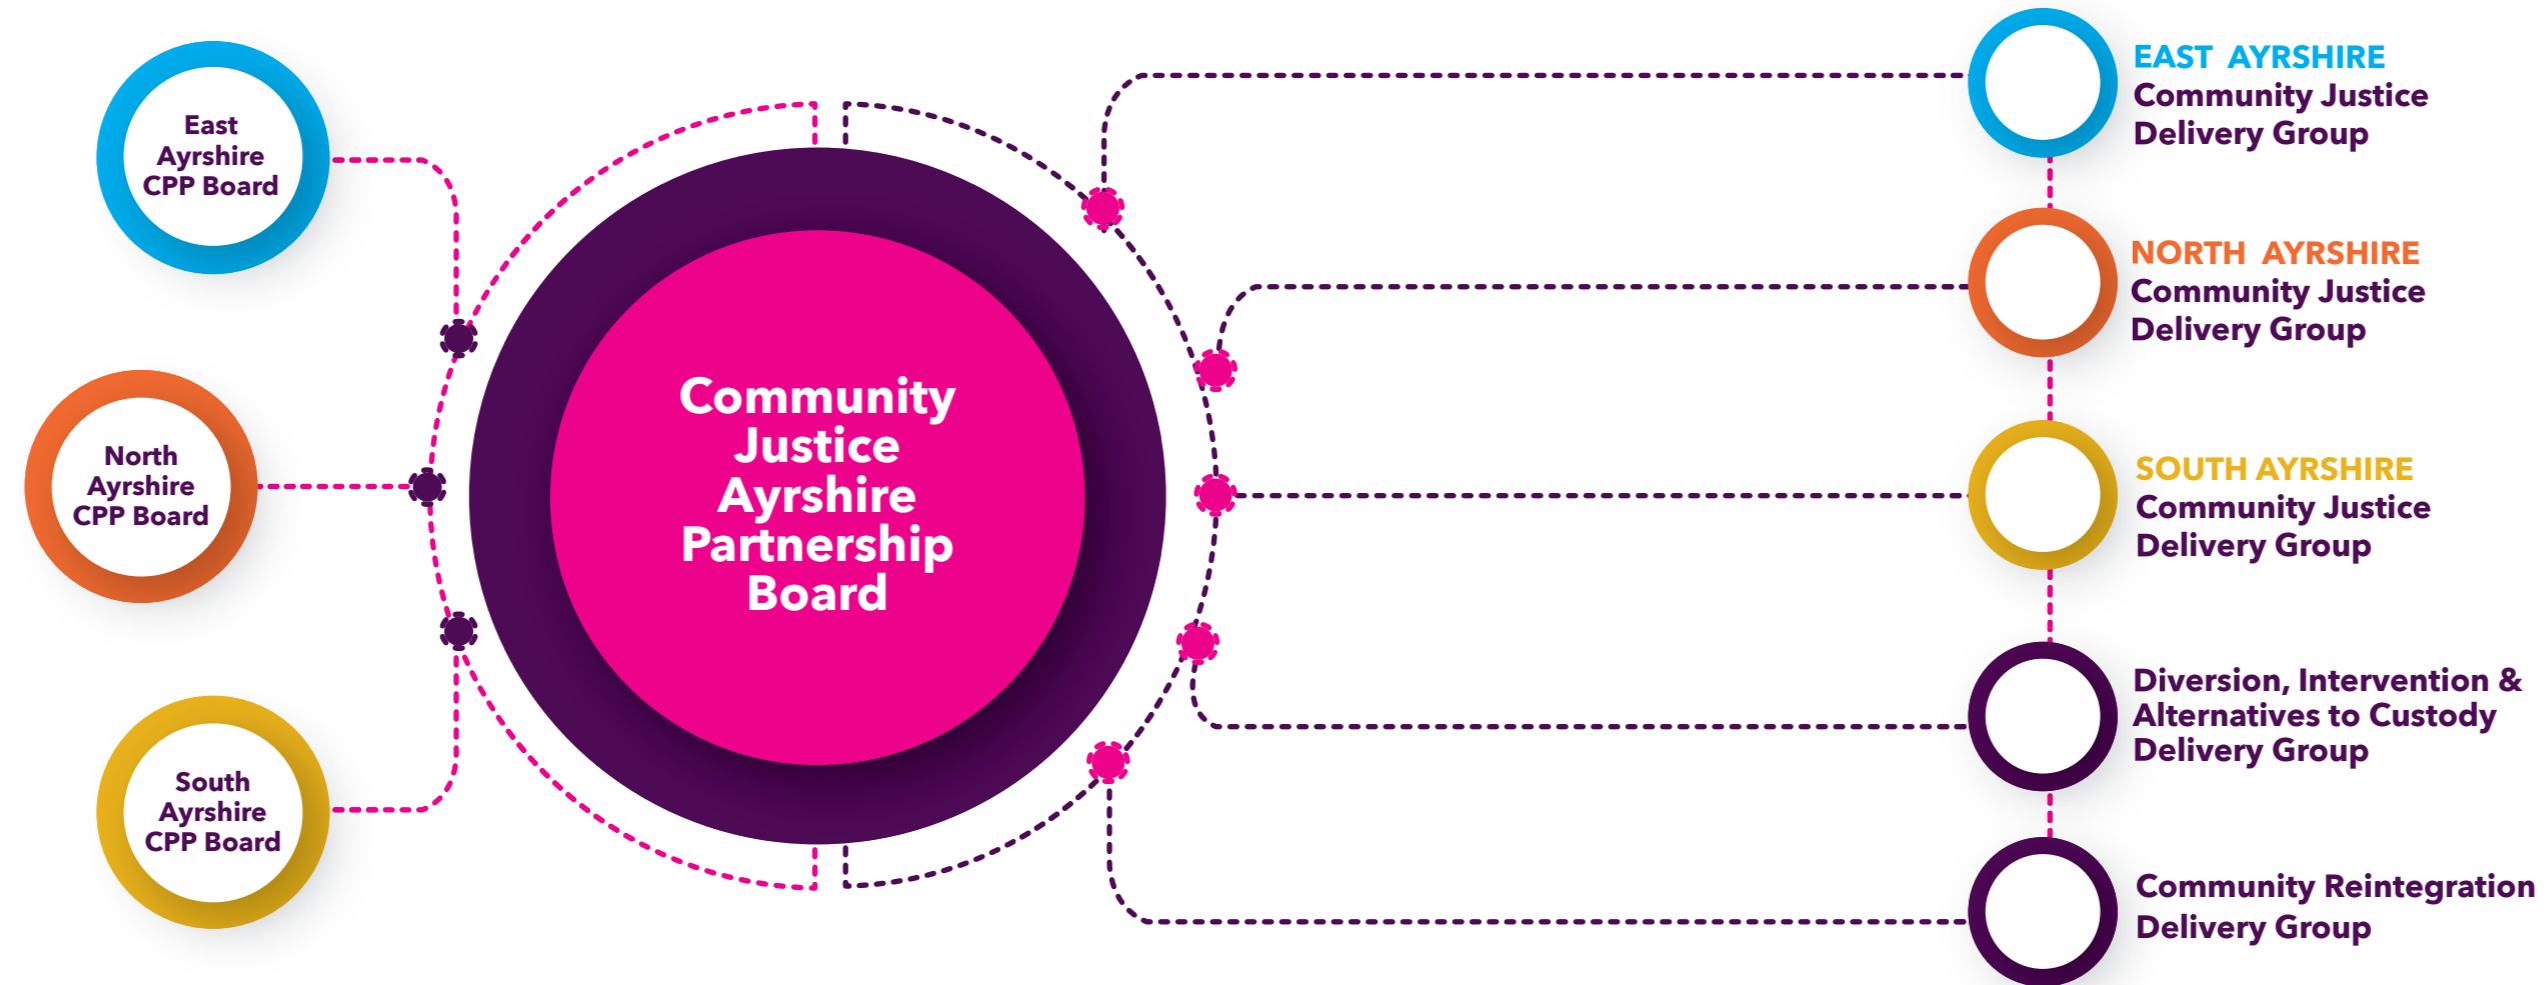 East
Ayrshire
CPP Board
North
Ayrshire
CPP Board
South
Ayrshire
CPP Board
Community
Justice
Ayrshire
Partnership
Board
EAST AYRSHIRE
Community Justice
Delivery Group
NORTH AYRSHIRE
Community Justice
Delivery Group
SOUTH AYRSHIRE
Community Justice
Delivery Group
Diversion, Intervention &
Alternatives to Custody
Delivery Group
Community Reintegration
Delivery Group